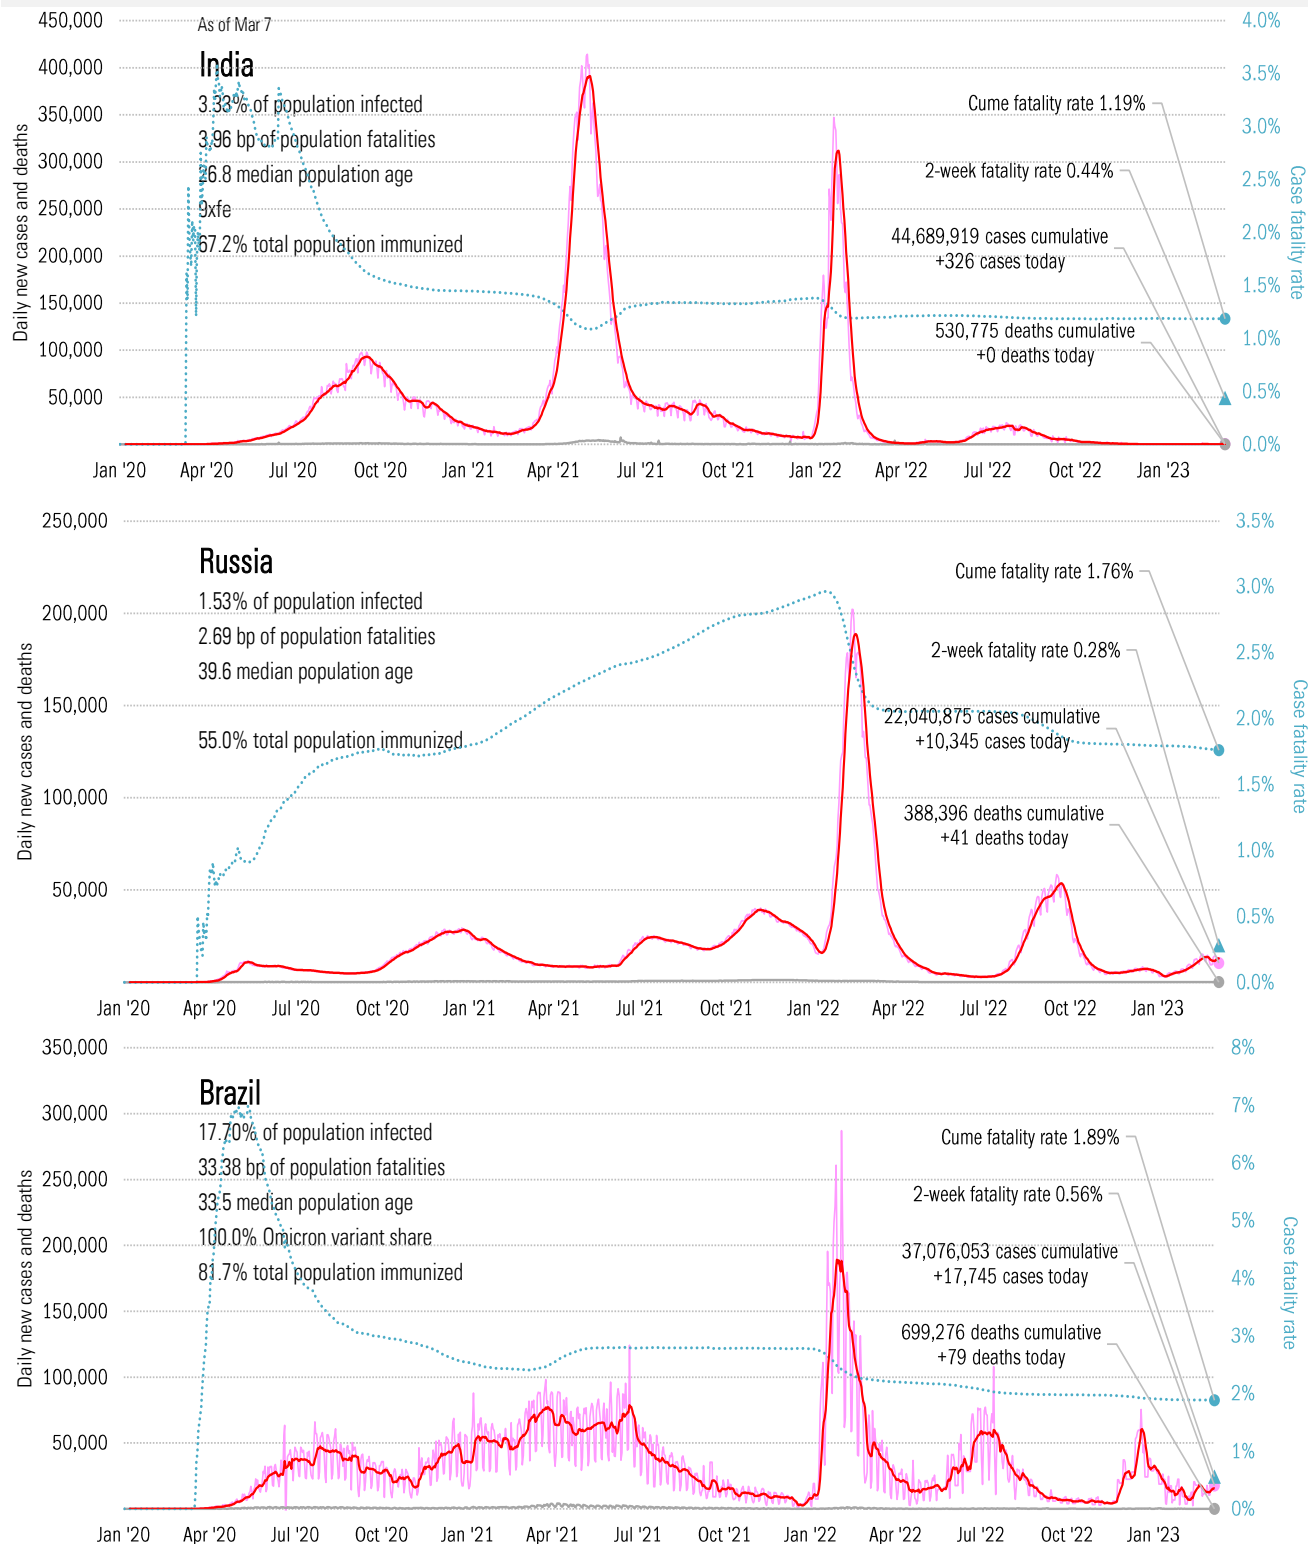 As of Mar 7
India
3.33% of population infected
3.96 bp of population fatalities
26.8 median population age
9xfe
67.2% total population immunized
Cume fatality rate 1.19%
2-week fatality rate 0.44%
44,689,919 cases cumulative
+326 cases today
530,775 deaths cumulative
+0 deaths today
Daily new cases and deaths
450,000
400,000
350,000
300,000
250,000
200,000
150,000
100,000
50,000
Case fatality rate
4.0%
3.5%
3.0%
2.5%
2.0%
1.5%
1.0%
0.5%
0.0%
Jan '20 Apr '20 Jul '20 Oct '20 Jan '21 Apr '21 Jul '21 Oct '21 Jan '22 Apr '22 Jul '22 Oct '22 Jan '23
Russia
1.53% of population infected
2.69 bp of population fatalities
39.6 median population age
55.0% total population immunized
Cume fatality rate 1.76%
2-week fatality rate 0.28%
22,040,875 cases cumulative
+10,345 cases today
388,396 deaths cumulative
+41 deaths today
Daily new cases and deaths
250,000
200,000
150,000
100,000
50,000
Case fatality rate
3.5%
3.0%
2.5%
2.0%
1.5%
1.0%
0.5%
0.0%
Jan '20 Apr '20 Jul '20 Oct '20 Jan '21 Apr '21 Jul '21 Oct '21 Jan '22 Apr '22 Jul '22 Oct '22 Jan '23
Brazil
17.70% of population infected
33.38 bp of population fatalities
33.5 median population age
100.0% Omicron variant share
81.7% total population immunized
Cume fatality rate 1.89%
2-week fatality rate 0.56%
37,076,053 cases cumulative
+17,745 cases today
699,276 deaths cumulative
+79 deaths today
Daily new cases and deaths
350,000
300,000
250,000
200,000
150,000
100,000
50,000
Case fatality rate
8%
7%
6%
5%
4%
3%
2%
1%
0%
Jan '20 Apr '20 Jul '20 Oct '20 Jan '21 Apr '21 Jul '21 Oct '21 Jan '22 Apr '22 Jul '22 Oct '22 Jan '23